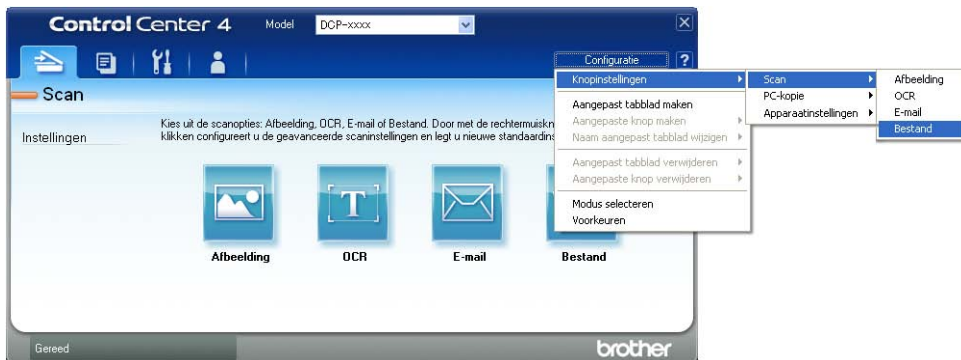 Control Center 4
Model DCP-xxxx
Configuratie ?
Scan
Instellingen
Kies uit de scanopties: Afbeelding, OCR, E-mail of Bestand. Door met de rechtermuiskn
klikken configureert u de geavanceerde scaninstellingen en legt u nieuwe standaardins
Knopinstellingen
Aangepast tabblad maken
Aangepaste knop maken
Naam aangepast tabblad wijzigen
Aangepast tabblad verwijderen
Aangepaste knop verwijderen
Modus selecteren
Voorkeuren
Scan
PC-kopie
Apparaatinstellingen
Afbeelding
OCR
E-mail
Bestand
T
Afbeelding
OCR
E-mail
Bestand
Gereed
brother